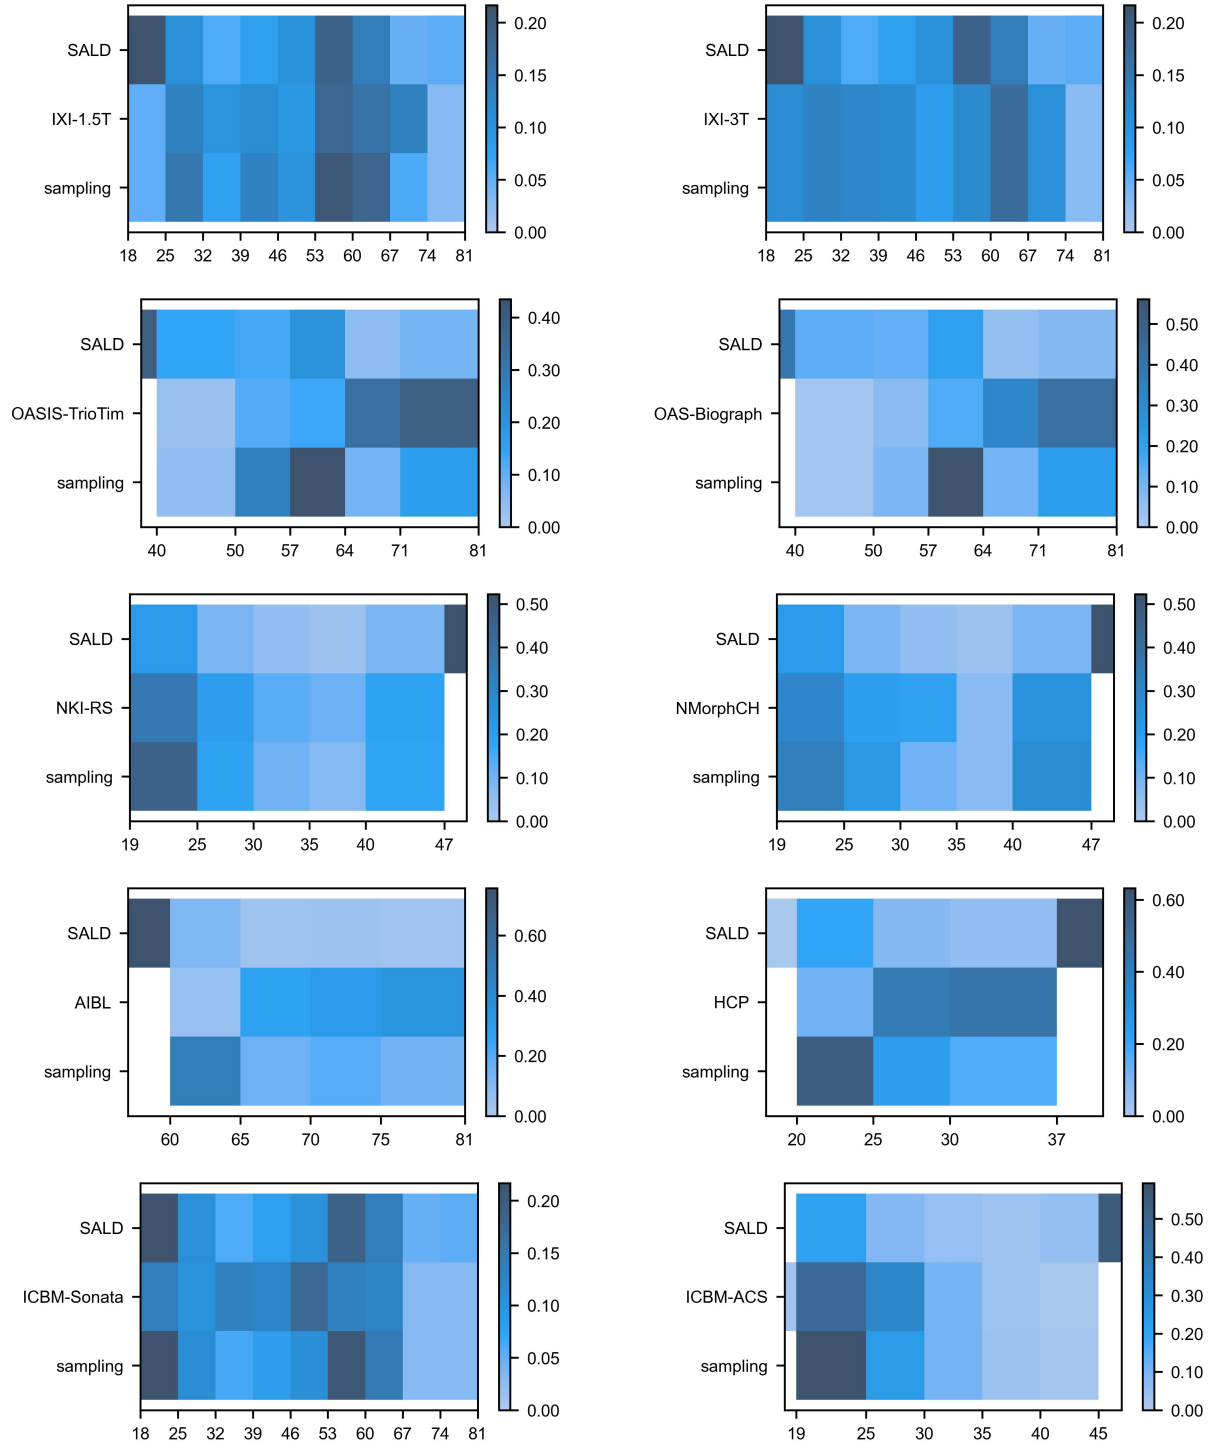 SALD
IXI-1.5T
sampling
18 25 32 39 46 53 60 67 74 81
0.20
0.15
0.10
0.05
0.00
SALD
IXI-3T
sampling
18 25 32 39 46 53 60 67 74 81
0.20
0.15
0.10
0.05
0.00
SALD
OASIS-TrioTim
sampling
40 50 57 64 71 81
0.40
0.30
0.20
0.10
0.00
SALD
OAS-Biograph
sampling
40 50 57 64 71 81
0.50
0.40
0.30
0.20
0.10
0.00
SALD
NKI-RS
sampling
19 25 30 35 40 47
0.50
0.40
0.30
0.20
0.10
0.00
SALD
NMorphCH
sampling
19 25 30 35 40 47
0.50
0.40
0.30
0.20
0.10
0.00
SALD
AIBL
sampling
60 65 70 75 81
0.60
0.40
0.20
0.00
SALD
HCP
sampling
20 25 30 37
0.60
0.40
0.20
0.00
SALD
ICBM-Sonata
sampling
18 25 32 39 46 53 60 67 74 81
0.20
0.15
0.10
0.05
0.00
SALD
ICBM-ACS
sampling
19 25 30 35 40 45
0.50
0.40
0.30
0.20
0.10
0.00